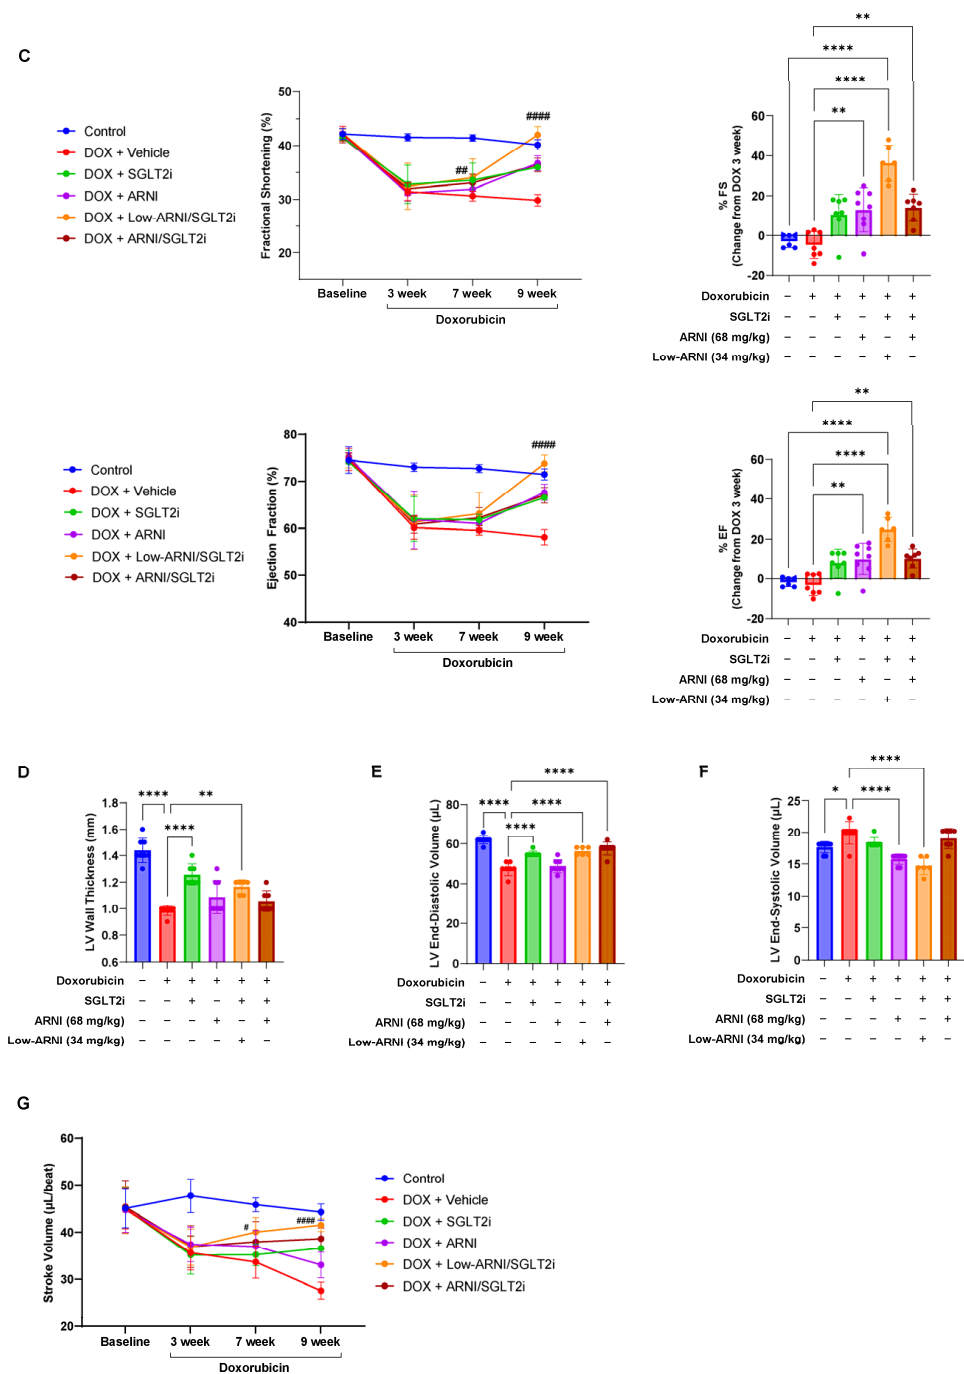 C
Control
DOX + Vehicle
DOX + SGLT2i
DOX + ARNI
DOX + Low-ARNI/SGLT2i
DOX + ARNI/SGLT2i
Fractional Shortening (%)
50
40
30
20
##
####
Baseline 3 week 7 week 9 week
Doxorubicin
**
****
****
**
% FS
(Change from DOX 3 week)
60
40
20
0
-20
Doxorubicin − + + + + +
SGLT2i − − + − + +
ARNI (68 mg/kg) − − − + − +
Low-ARNI (34 mg/kg) − − − − + −
Control
DOX + Vehicle
DOX + SGLT2i
DOX + ARNI
DOX + Low-ARNI/SGLT2i
DOX + ARNI/SGLT2i
Ejection Fraction (%)
80
70
60
50
40
####
Baseline 3 week 7 week 9 week
Doxorubicin
**
****
****
**
% EF
(Change from DOX 3 week)
60
40
20
0
-20
Doxorubicin − + + + + +
SGLT2i − − + − + +
ARNI (68 mg/kg) − − − + − +
Low-ARNI (34 mg/kg) − − − − + −
D
LV Wall Thickness (mm)
1.8
1.6
1.4
1.2
1.0
0.8
0.6
**** **
****
Doxorubicin − + + + + +
SGLT2i − − + − + +
ARNI (68 mg/kg) − − − + − +
Low-ARNI (34 mg/kg) − − − − + −
E
LV End-Diastolic Volume (µL)
80
60
40
20
0
****
**** ****
****
Doxorubicin − + + + + +
SGLT2i − − + − + +
ARNI (68 mg/kg) − − − + − +
Low-ARNI (34 mg/kg) − − − − + −
F
LV End-Systolic Volume (µL)
25
20
15
10
5
0
****
* ****
Doxorubicin − + + + + +
SGLT2i − − + − + +
ARNI (68 mg/kg) − − − + − +
Low-ARNI (34 mg/kg) − − − − + −
G
Stroke Volume (µL/beat)
60
50
40
30
20
#
####
Baseline 3 week 7 week 9 week
Doxorubicin
Control
DOX + Vehicle
DOX + SGLT2i
DOX + ARNI
DOX + Low-ARNI/SGLT2i
DOX + ARNI/SGLT2i